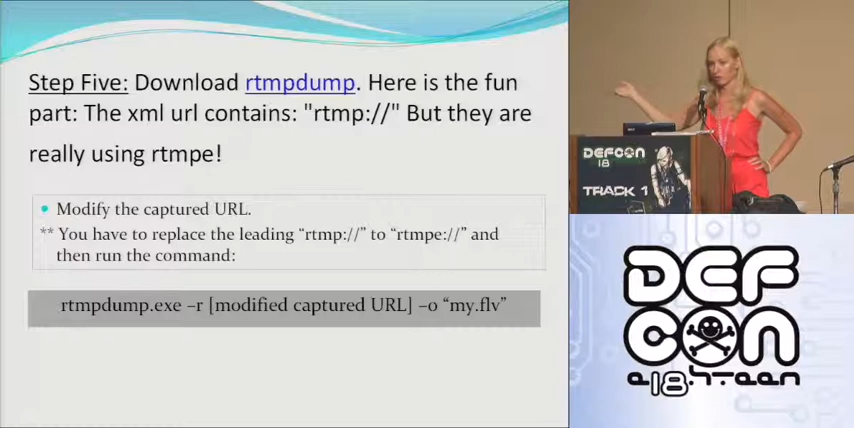 Step Five: Download rtmpdump. Here is the fun
part: The xml url contains: "rtmp://" But they are
really using rtmpe!
Modify the captured URL.
** You have to replace the leading “rtmp://” to “rtmpe://” and
then run the command:
rtmpdump.exe –r [modified captured URL] –o “my.flv”
DEFCON
18
TRACK 1
DEF
CON
e18h-teen